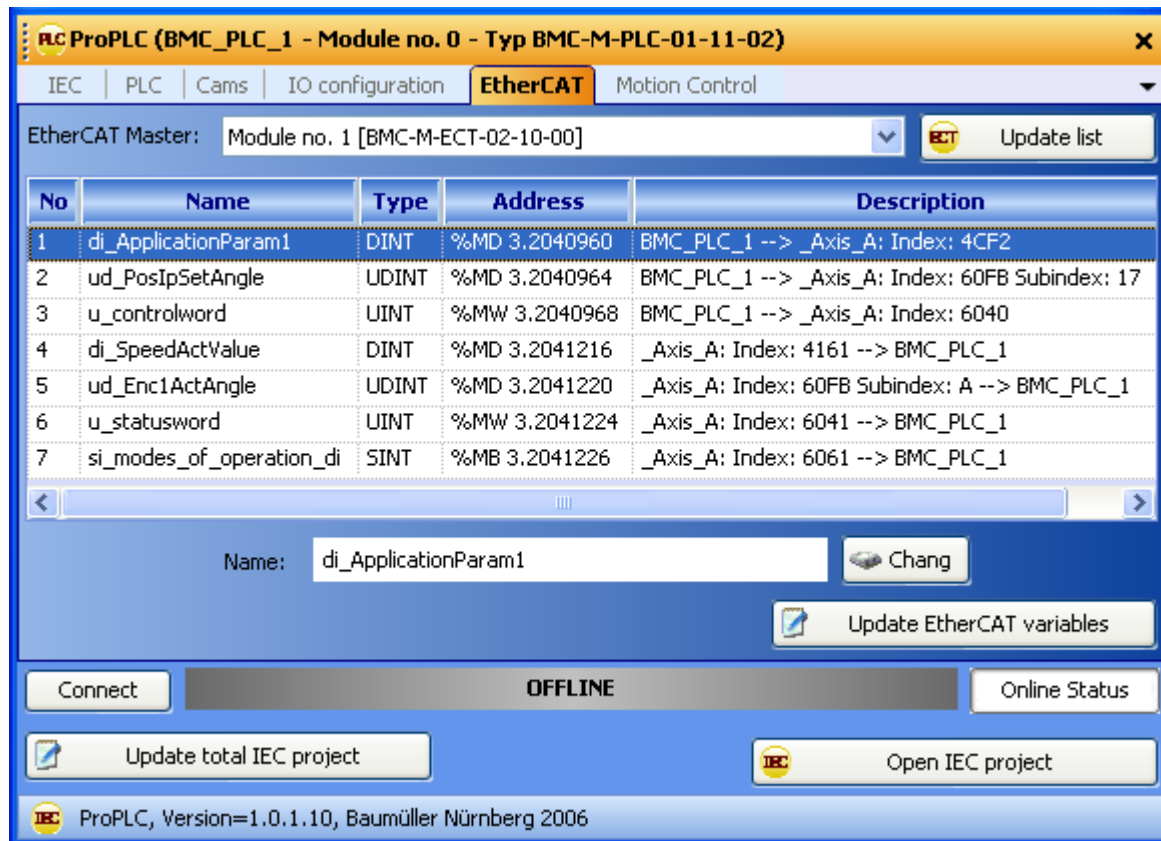 PLC ProPLC (BMC_PLC_1 - Module no. 0 - Typ BMC-M-PLC-01-11-02)
IEC PLC Cams IO configuration EtherCAT Motion Control
EtherCAT Master: Module no. 1 [BMC-M-ECT-02-10-00] ECT Update list
No Name Type Address Description
1 di_ApplicationParam1 DINT %MD 3.2040960 BMC_PLC_1 --> _Axis_A: Index: 4CF2
2 ud_PosIpSetAngle UDINT %MD 3.2040964 BMC_PLC_1 --> _Axis_A: Index: 60FB Subindex: 17
3 u_controlword UINT %MW 3.2040968 BMC_PLC_1 --> _Axis_A: Index: 6040
4 di_SpeedActValue DINT %MD 3.2041216 _Axis_A: Index: 4161 --> BMC_PLC_1
5 ud_Enc1ActAngle UDINT %MD 3.2041220 _Axis_A: Index: 60FB Subindex: A --> BMC_PLC_1
6 u_statusword UINT %MW 3.2041224 _Axis_A: Index: 6041 --> BMC_PLC_1
7 si_modes_of_operation_di SINT %MB 3.2041226 _Axis_A: Index: 6061 --> BMC_PLC_1
Name: di_ApplicationParam1 Chang
Update EtherCAT variables
Connect OFFLINE Online Status
Update total IEC project IEC Open IEC project
IEC ProPLC, Version=1.0.1.10, Baumüller Nürnberg 2006